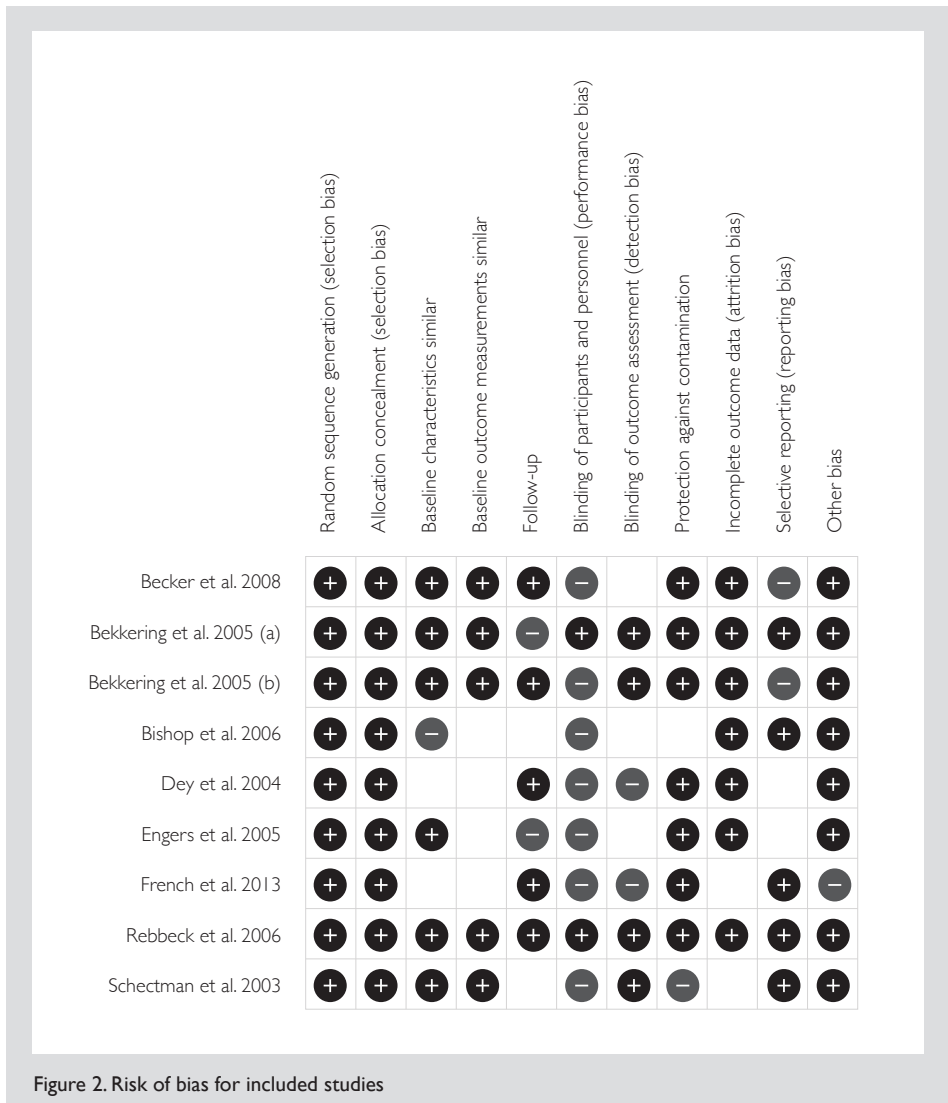 Random sequence generation (selection bias)
Allocation concealment (selection bias)
Baseline characteristics similar
Baseline outcome measurements similar
Follow-up
Blinding of participants and personnel (performance bias)
Blinding of outcome assessment (detection bias)
Protection against contamination
Incomplete outcome data (attrition bias)
Selective reporting (reporting bias)
Other bias
Becker et al. 2008 + + + + + − + + − +
Bekkering et al. 2005 (a) + + + + − + + + + + +
Bekkering et al. 2005 (b) + + + + + − + + + − +
Bishop et al. 2006 + + − − + + +
Dey et al. 2004 + + + − − + + +
Engers et al. 2005 + + + − − + + +
French et al. 2013 + + + − − + + −
Rebbeck et al. 2006 + + + + + + + + + + +
Schectman et al. 2003 + + + + − + − + +
Figure 2. Risk of bias for included studies